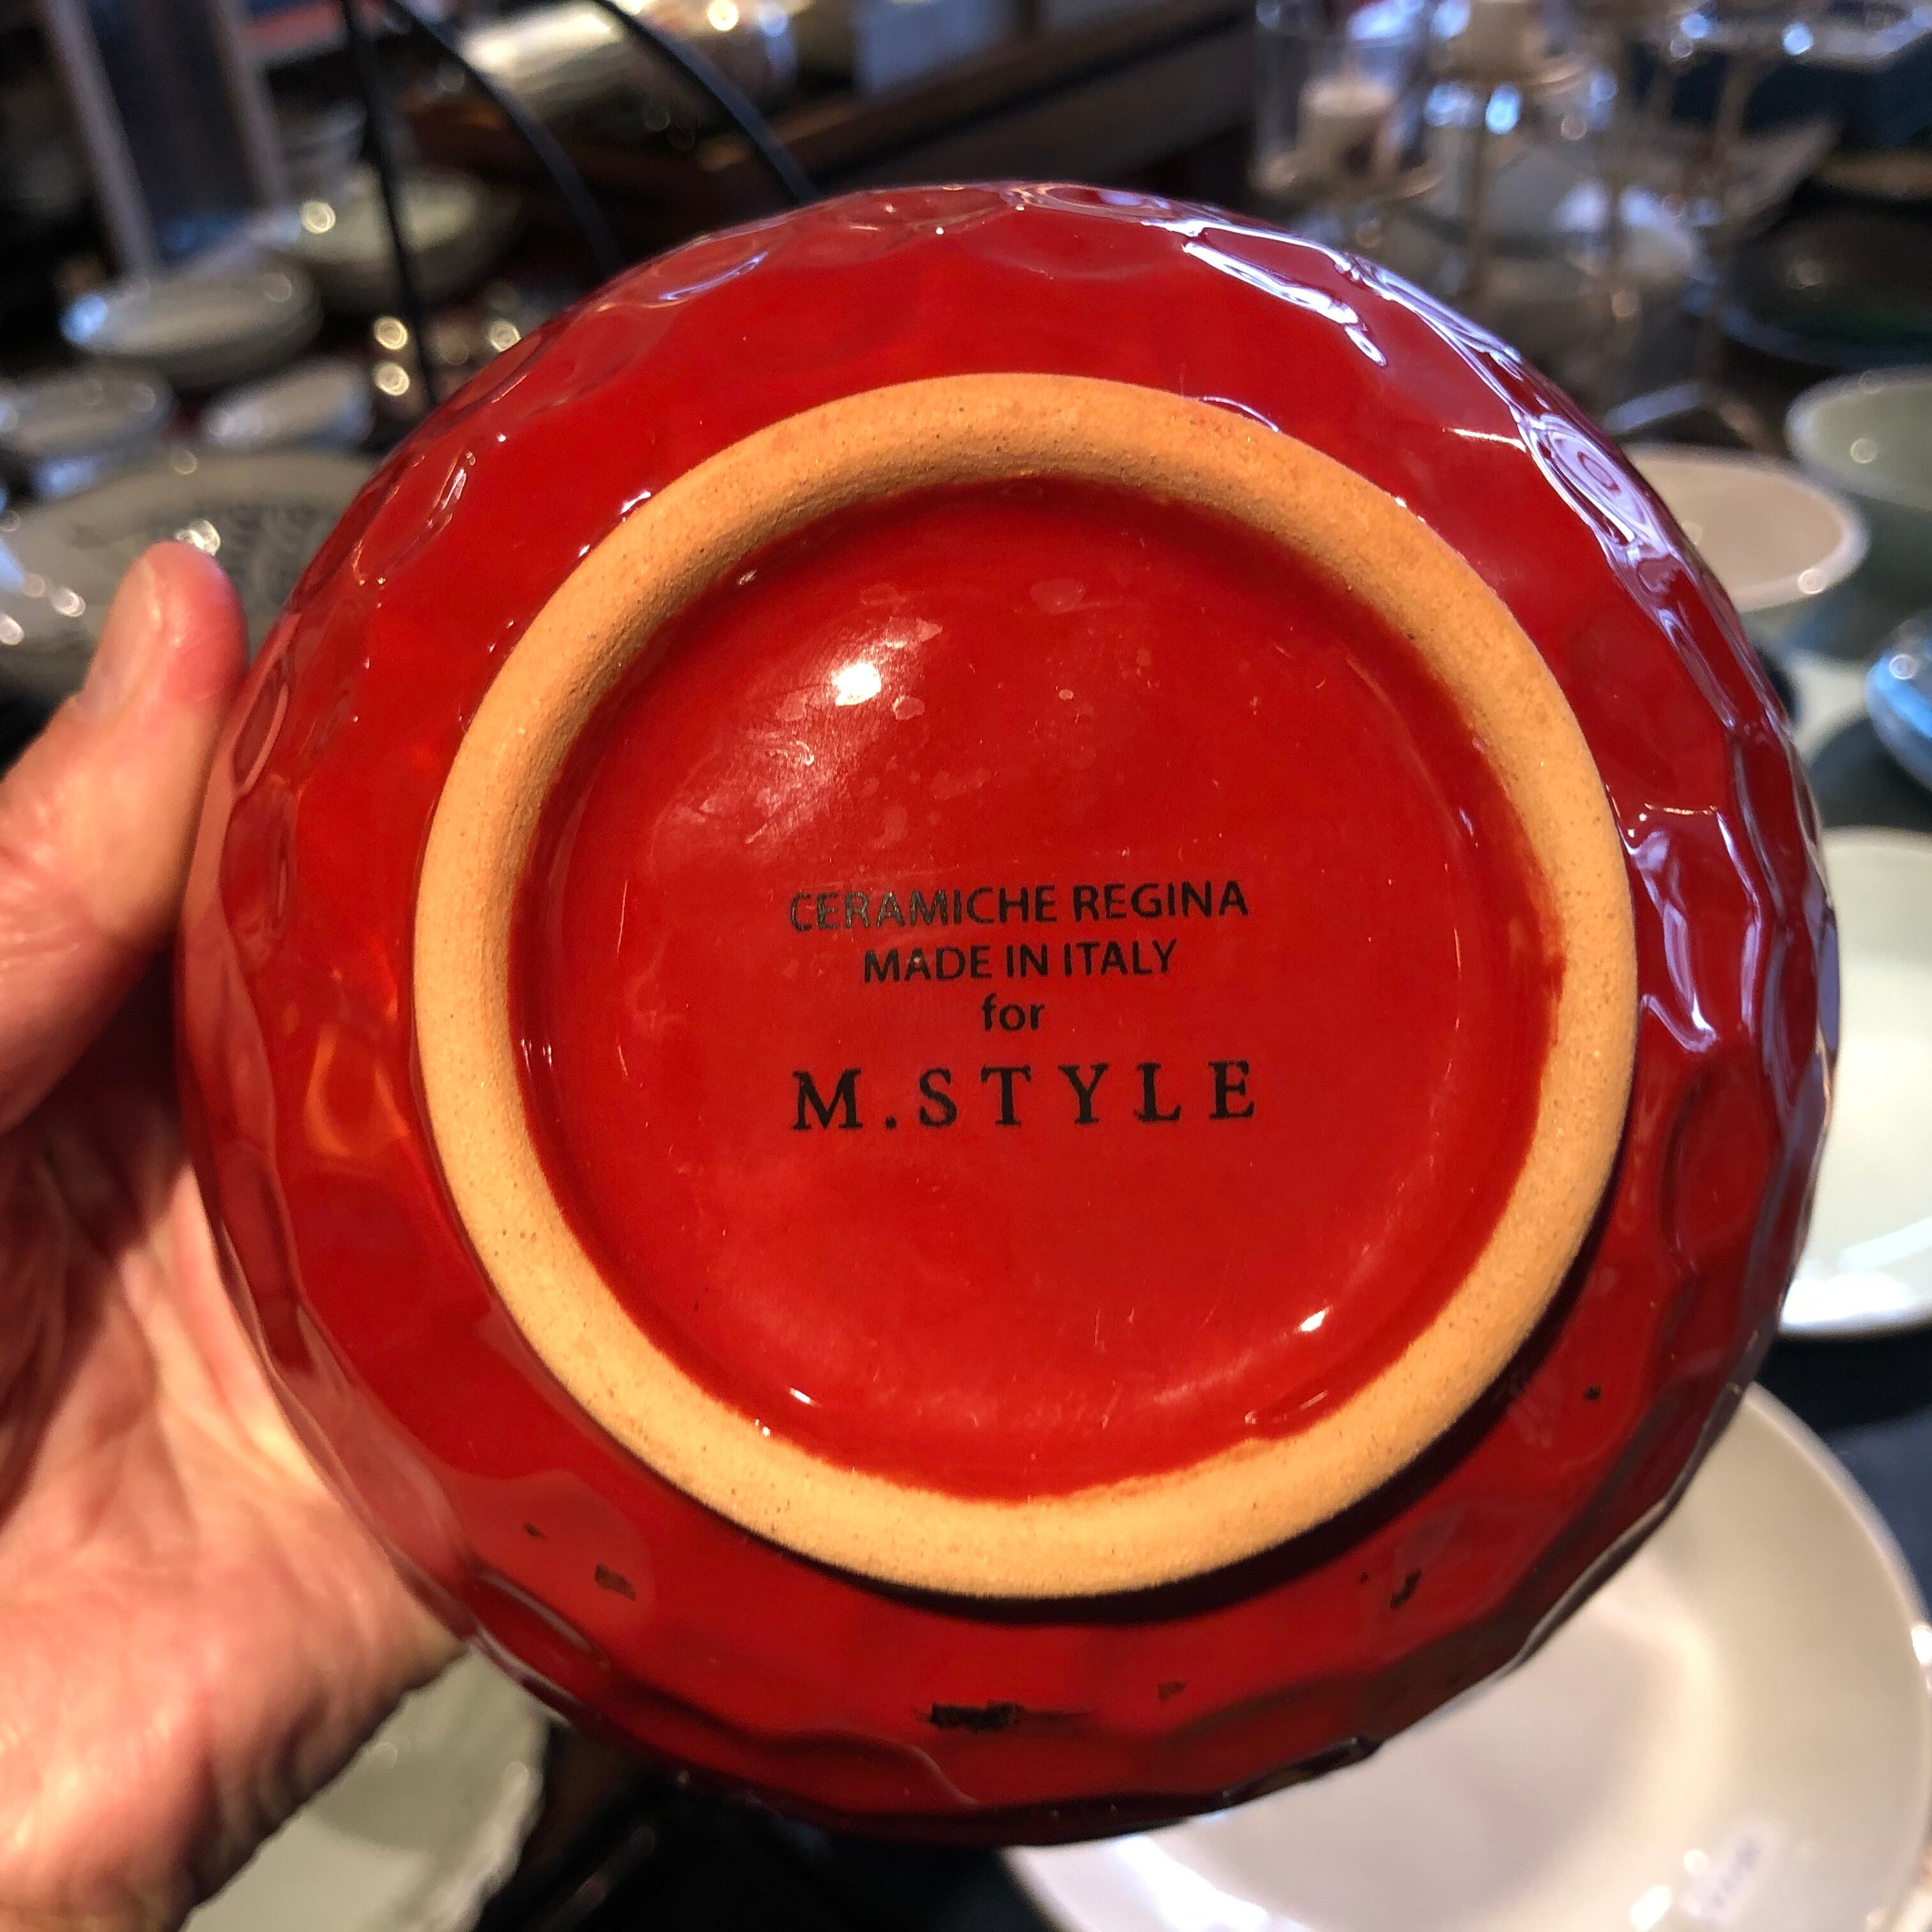 CERAMICHE REGINA
MADE IN ITALY
for
M.STYLE